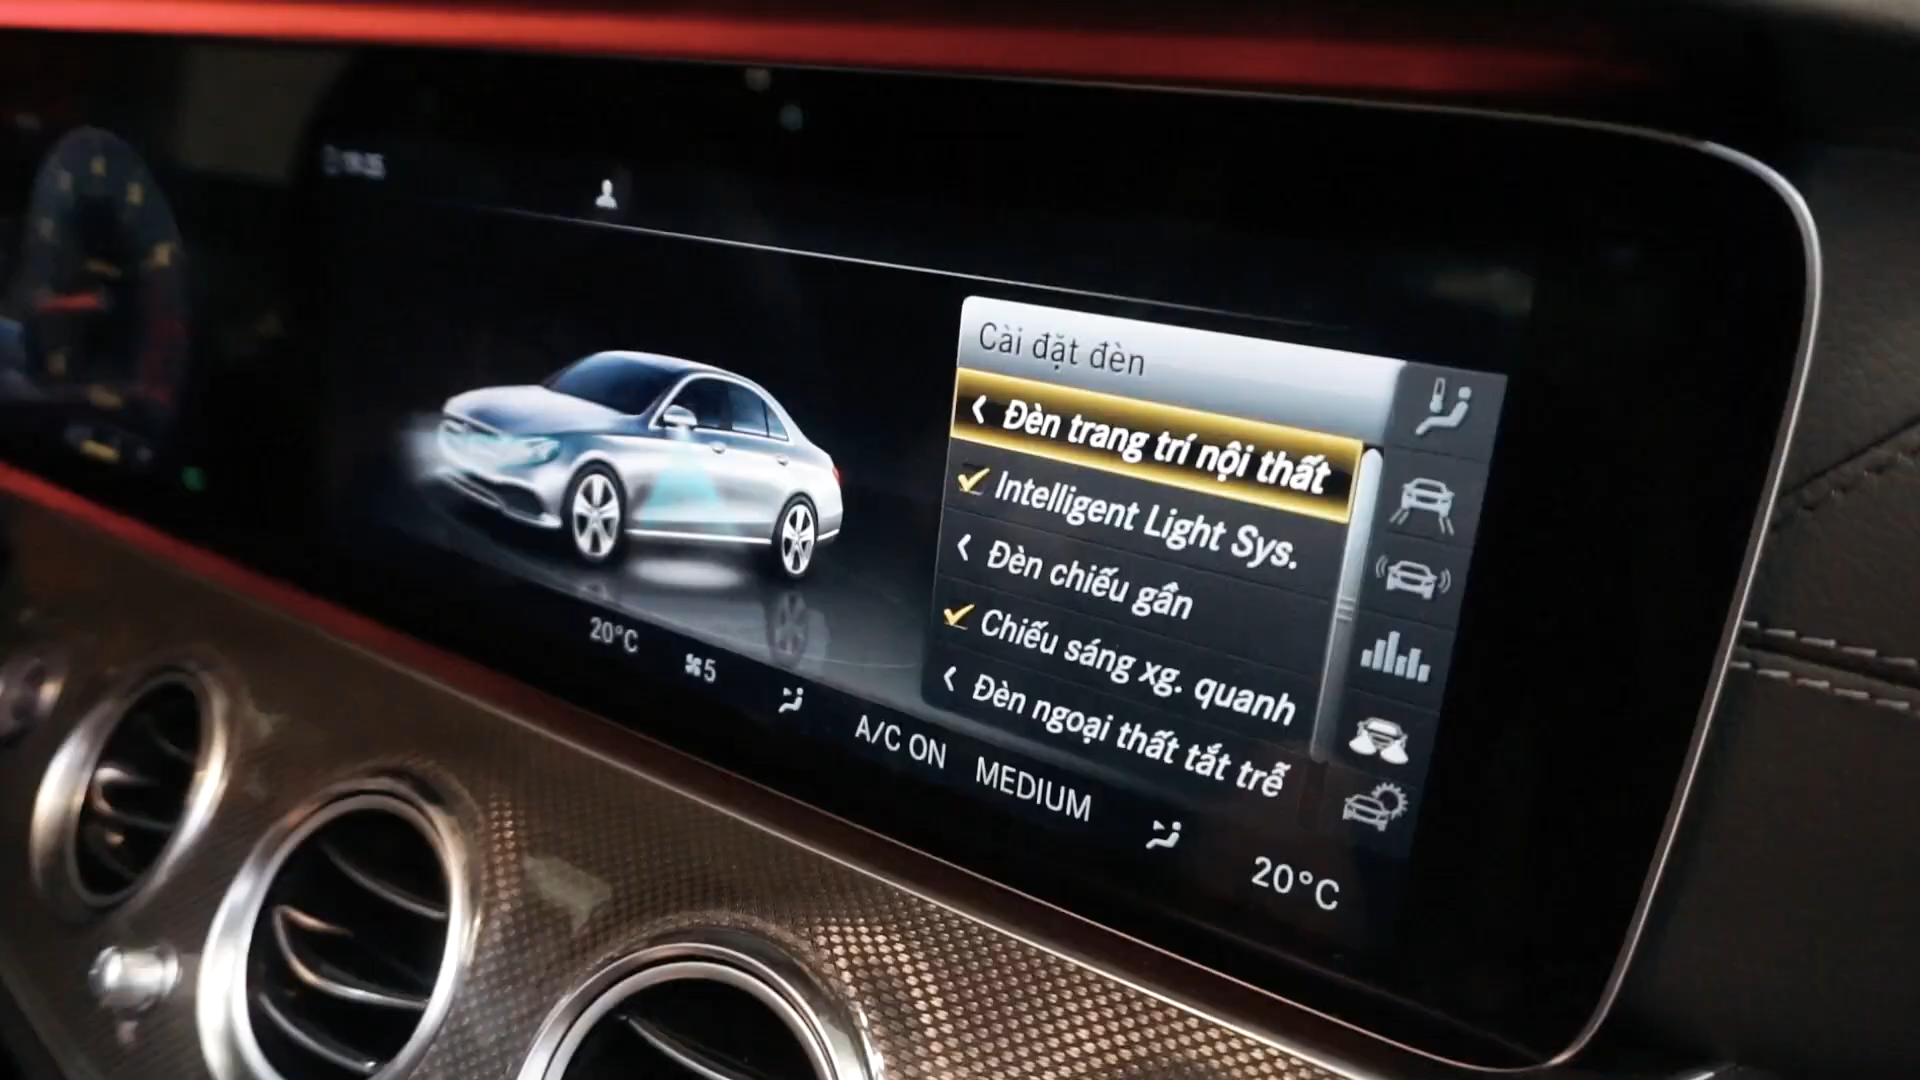 Cài đặt đèn
Đèn trang trí nội thất
Intelligent Light Sys.
Đèn chiếu gần
Chiếu sáng xg. quanh
Đèn ngoại thất tắt trễ
20°C
5
A/C ON
MEDIUM
20°C